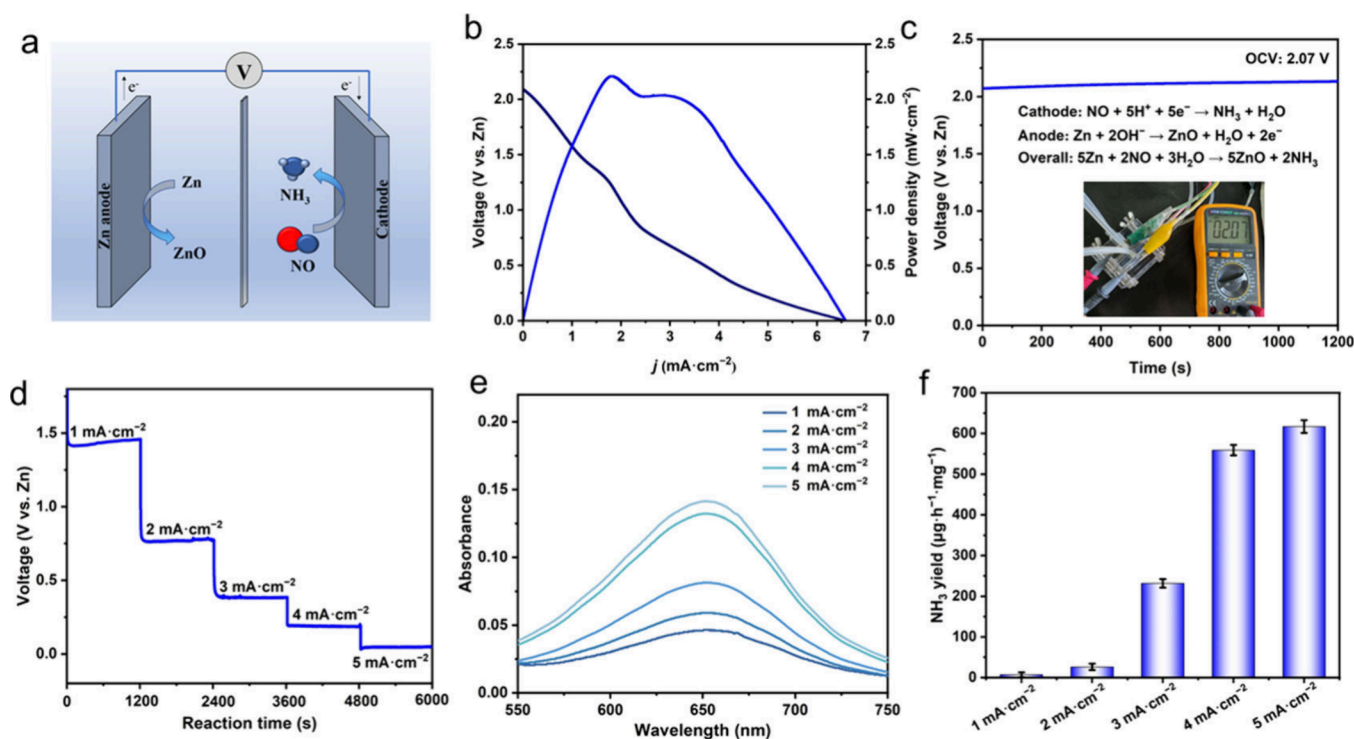 a
V
e⁻
e⁻
Zn anode
Zn
ZnO
NH₃
NO
Cathode
b
Voltage (V vs. Zn)
2.5
2.0
1.5
1.0
0.5
0.0
0 1 2 3 4 5 6 7
j (mA·cm⁻²)
2.5
2.0
1.5
1.0
0.5
0.0
Power density (mW·cm⁻²)
c
Voltage (V vs. Zn)
2.5
2.0
1.5
1.0
0.5
0.0
OCV: 2.07 V
Cathode: NO + 5H⁺ + 5e⁻ → NH₃ + H₂O
Anode: Zn + 2OH⁻ → ZnO + H₂O + 2e⁻
Overall: 5Zn + 2NO + 3H₂O → 5ZnO + 2NH₃
0 200 400 600 800 1000 1200
Time (s)
d
Voltage (V vs. Zn)
1.5
1.0
0.5
0.0
1 mA·cm⁻²
2 mA·cm⁻²
3 mA·cm⁻²
4 mA·cm⁻²
5 mA·cm⁻²
0 1200 2400 3600 4800 6000
Reaction time (s)
e
Absorbance
0.20
0.15
0.10
0.05
0.00
1 mA·cm⁻²
2 mA·cm⁻²
3 mA·cm⁻²
4 mA·cm⁻²
5 mA·cm⁻²
550 600 650 700 750
Wavelength (nm)
f
NH₃ yield (μg·h⁻¹·mg⁻¹)
700
600
500
400
300
200
100
0
1 mA·cm⁻²
2 mA·cm⁻²
3 mA·cm⁻²
4 mA·cm⁻²
5 mA·cm⁻²